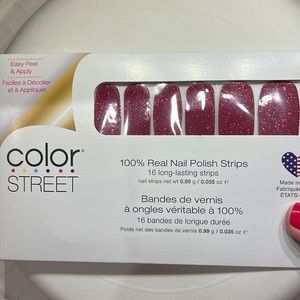 Easy Peel
& Apply
Faciles à Décoller
et à Appliquer
color®
STREET
100% Real Nail Polish Strips
16 long-lasting strips
nail strips net wt 0.99 g / 0.035 oz ℮
Bandes de vernis
à ongles véritable à 100%
16 bandes de longue durée
Poids net des bandes de vernis 0.99 g / 0.035 oz ℮
Made in
Fabriqué
ÉTATS-